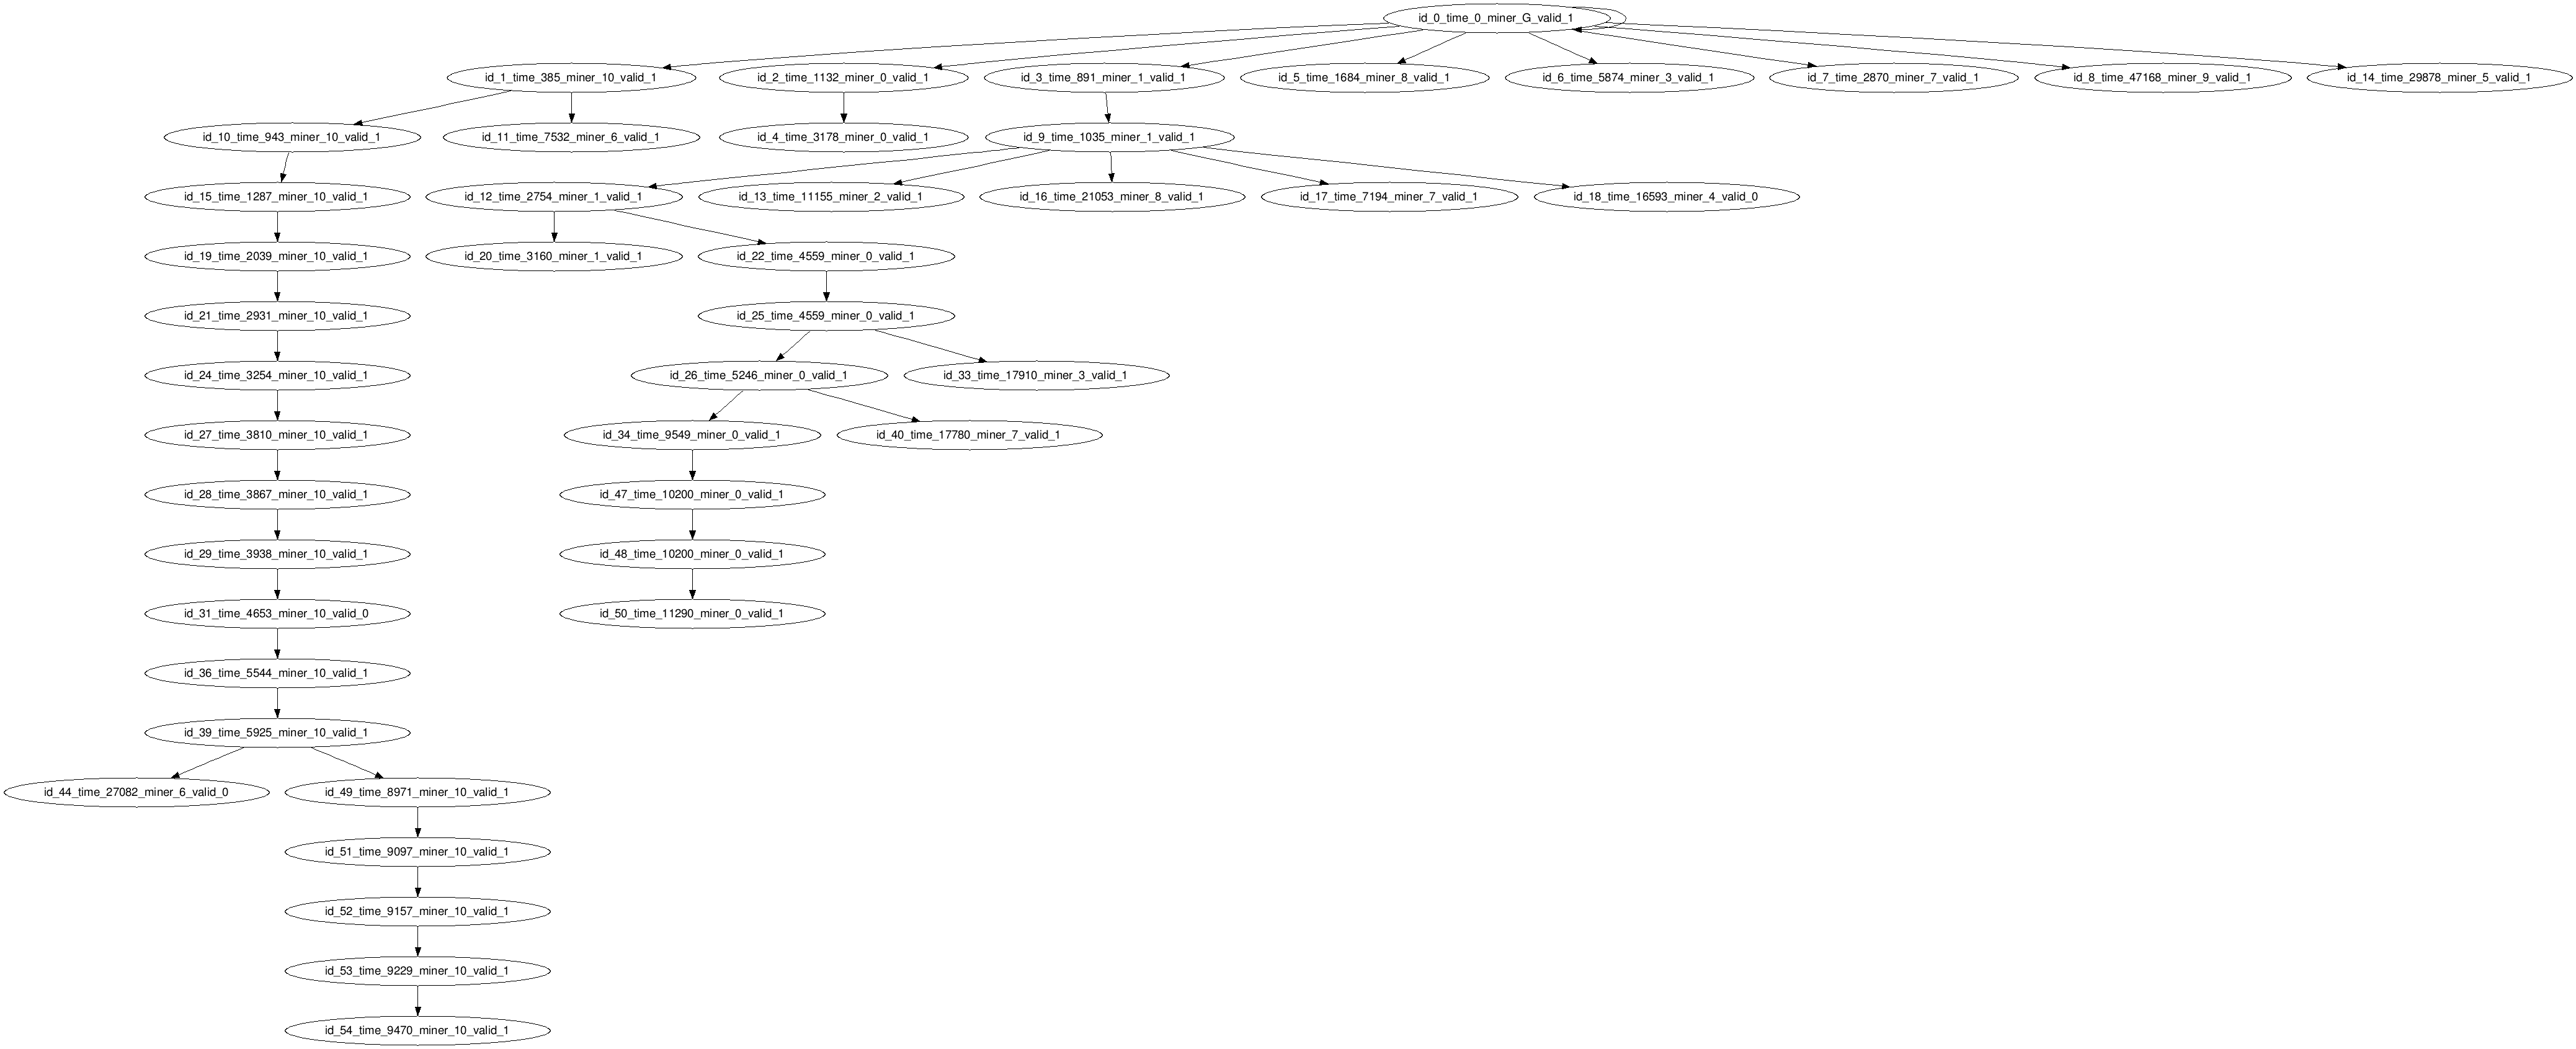 id_0_time_0_miner_G_valid_1
id_1_time_385_miner_10_valid_1
id_2_time_1132_miner_0_valid_1
id_3_time_891_miner_1_valid_1
id_5_time_1684_miner_8_valid_1
id_6_time_5874_miner_3_valid_1
id_7_time_2870_miner_7_valid_1
id_8_time_47168_miner_9_valid_1
id_14_time_29878_miner_5_valid_1
id_10_time_943_miner_10_valid_1
id_11_time_7532_miner_6_valid_1
id_4_time_3178_miner_0_valid_1
id_9_time_1035_miner_1_valid_1
id_15_time_1287_miner_10_valid_1
id_12_time_2754_miner_1_valid_1
id_13_time_11155_miner_2_valid_1
id_16_time_21053_miner_8_valid_1
id_17_time_7194_miner_7_valid_1
id_18_time_16593_miner_4_valid_0
id_19_time_2039_miner_10_valid_1
id_20_time_3160_miner_1_valid_1
id_22_time_4559_miner_0_valid_1
id_21_time_2931_miner_10_valid_1
id_25_time_4559_miner_0_valid_1
id_24_time_3254_miner_10_valid_1
id_26_time_5246_miner_0_valid_1
id_33_time_17910_miner_3_valid_1
id_27_time_3810_miner_10_valid_1
id_34_time_9549_miner_0_valid_1
id_40_time_17780_miner_7_valid_1
id_28_time_3867_miner_10_valid_1
id_47_time_10200_miner_0_valid_1
id_29_time_3938_miner_10_valid_1
id_48_time_10200_miner_0_valid_1
id_31_time_4653_miner_10_valid_0
id_50_time_11290_miner_0_valid_1
id_36_time_5544_miner_10_valid_1
id_39_time_5925_miner_10_valid_1
id_44_time_27082_miner_6_valid_0
id_49_time_8971_miner_10_valid_1
id_51_time_9097_miner_10_valid_1
id_52_time_9157_miner_10_valid_1
id_53_time_9229_miner_10_valid_1
id_54_time_9470_miner_10_valid_1